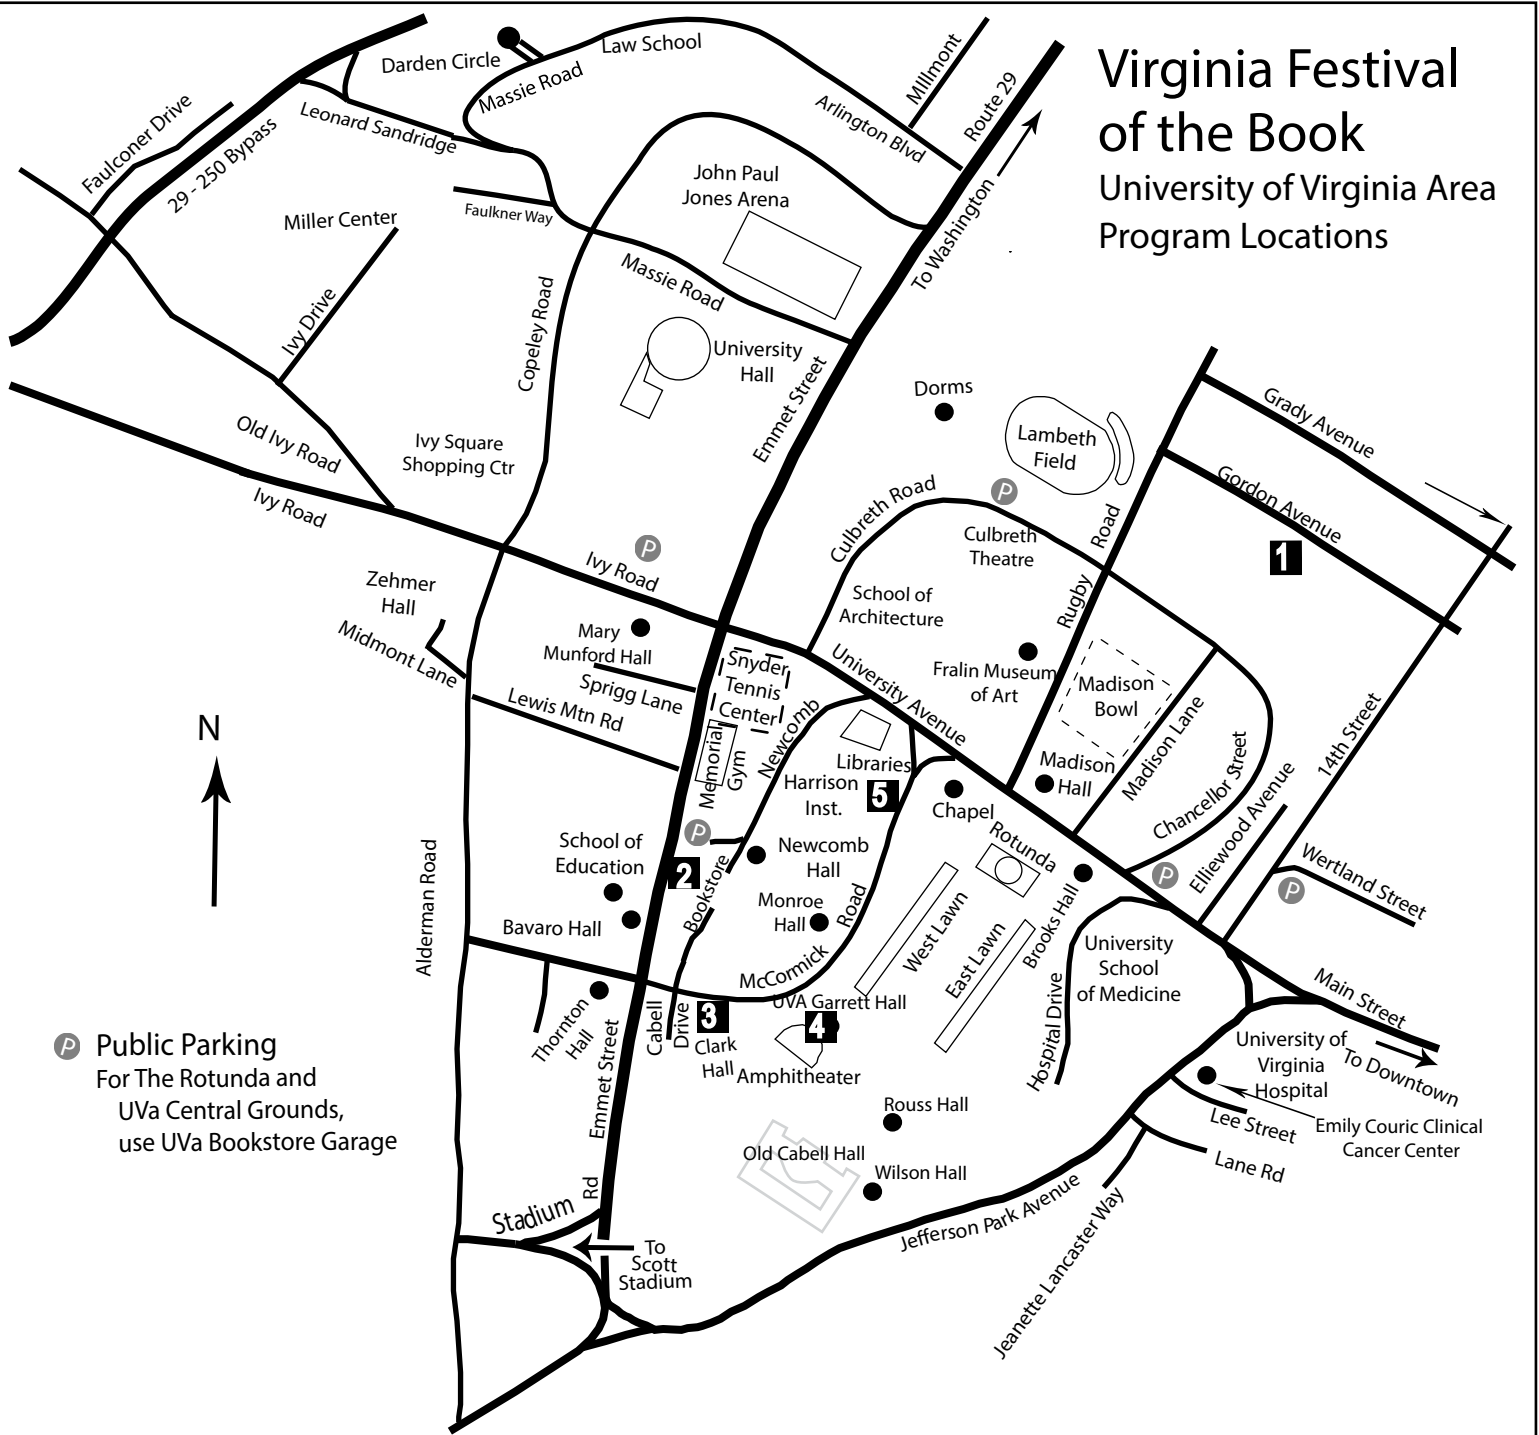 Virginia Festival
of the Book
University of Virginia Area
Program Locations
Darden Circle
Law School
Massie Road
MIllmont
Route 29
Arlington Blvd
Faulconer Drive
29 - 250 Bypass
Leonard Sandridge
Faulkner Way
Miller Center
John Paul
Jones Arena
To Washington
Massie Road
Ivy Drive
Copeley Road
University
Hall
Emmet Street
Dorms
Lambeth
Field
Grady Avenue
Gordon Avenue
Old Ivy Road
Ivy Square
Shopping Ctr
Ivy Road
P
Ivy Road
Culbreth Road
P
Culbreth
Theatre
Road
Rugby
1
Zehmer
Hall
Midmont Lane
Mary
Munford Hall
Sprigg Lane
Lewis Mtn Rd
School of
Architecture
Fralin Museum
of Art
Madison
Bowl
Snyder
Tennis
Center
University Avenue
Memorial
Gym
Newcomb
Libraries
Harrison
Inst.
5
Chapel
Madison
Hall
Madison Lane
Chancellor Street
Elliewood Avenue
14th Street
Wertland Street
N
School of
Education
P
2
Bookstore
Newcomb
Hall
Monroe
Hall
Road
McCormick
Rotunda
West Lawn
East Lawn
Brooks Hall
P
P
Bavaro Hall
Alderman Road
University
School
of Medicine
Hospital Drive
Main Street
To Downtown
Thornton
Hall
Emmet Street
Cabell
Drive
3
Clark
Hall
UVA Garrett Hall
4
Amphitheater
University of
Virginia
Hospital
Lee Street
Emily Couric Clinical
Cancer Center
Lane Rd
P Public Parking
For The Rotunda and
UVa Central Grounds,
use UVa Bookstore Garage
Rouss Hall
Old Cabell Hall
Wilson Hall
Stadium
Rd
To
Scott
Stadium
Jefferson Park Avenue
Jeanette Lancaster Way